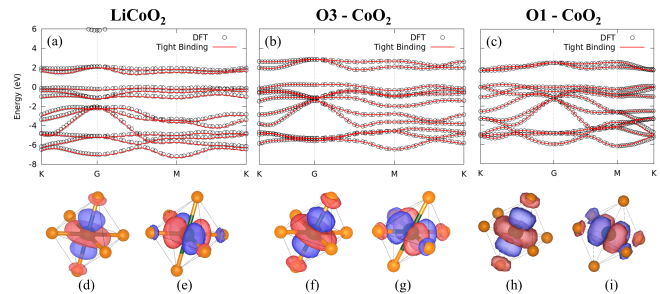 LiCoO₂ O3 - CoO₂ O1 - CoO₂
6
4
2
0
-2
-4
-6
-8
Energy (eV)
(a) DFT
Tight Binding
K G M K
(b) DFT
Tight Binding
K G M K
(c) DFT
Tight Binding
K G M K
(d) (e) (f) (g) (h) (i)